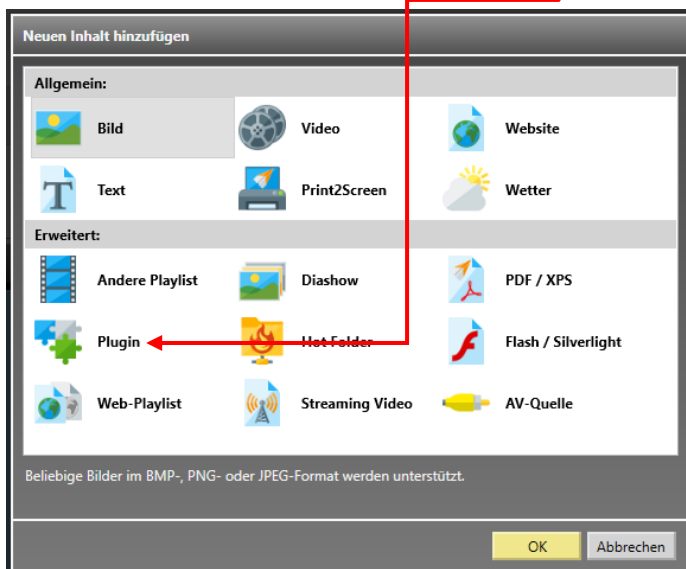 Neuen Inhalt hinzufügen
Allgemein:
Bild Video Website
Text Print2Screen Wetter
Erweitert:
Andere Playlist Diashow PDF / XPS
Plugin Hot Folder Flash / Silverlight
Web-Playlist Streaming Video AV-Quelle
Beliebige Bilder im BMP-, PNG- oder JPEG-Format werden unterstützt.
OK Abbrechen